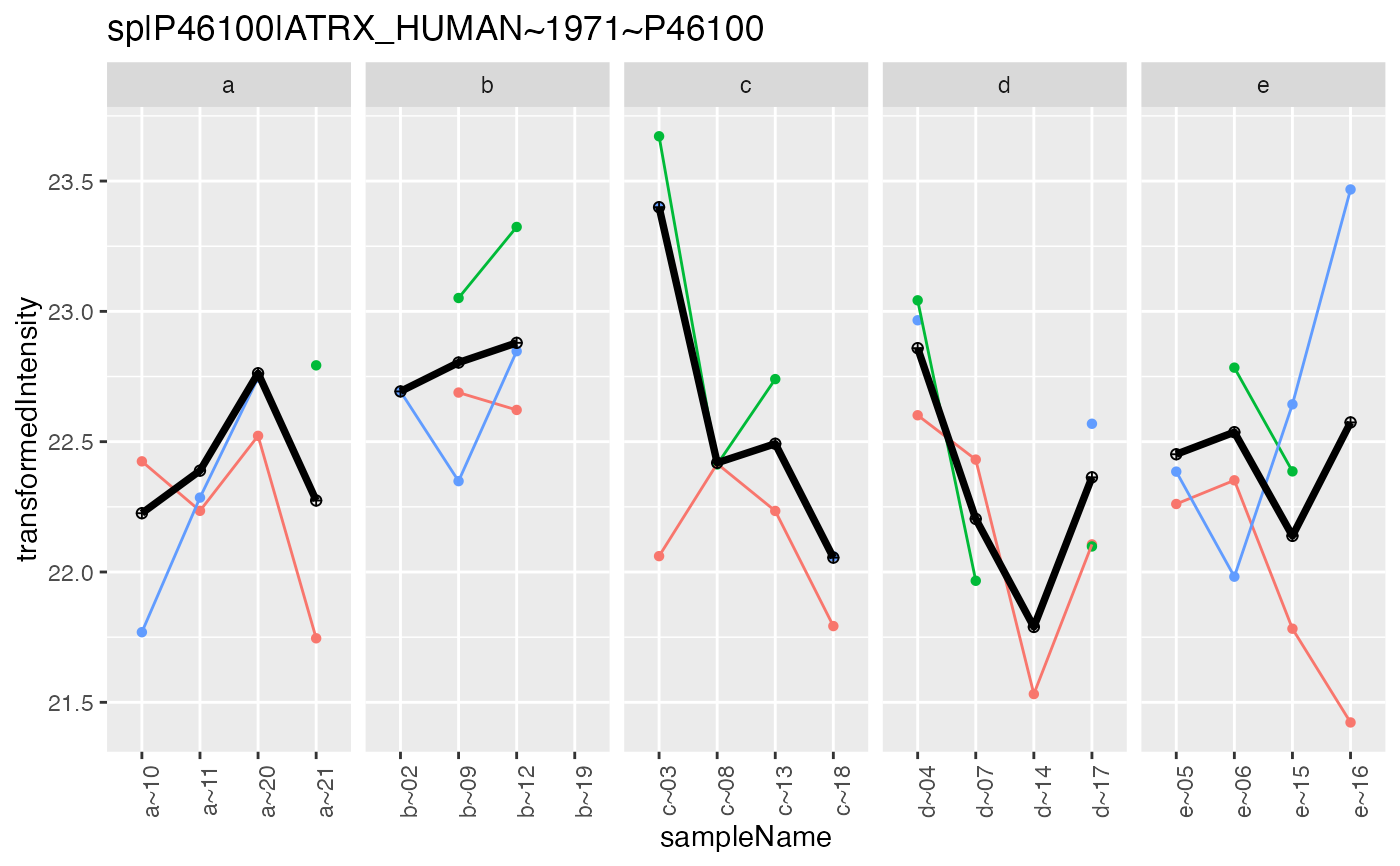 sp|P46100|ATRX_HUMAN~1971~P46100
a b c d e
transformedIntensity
23.5
23.0
22.5
22.0
21.5
a~10 a~11 a~20 a~21 b~02 b~09 b~12 b~19 c~03 c~08 c~13 c~18 d~04 d~07 d~14 d~17 e~05 e~06 e~15 e~16
sampleName